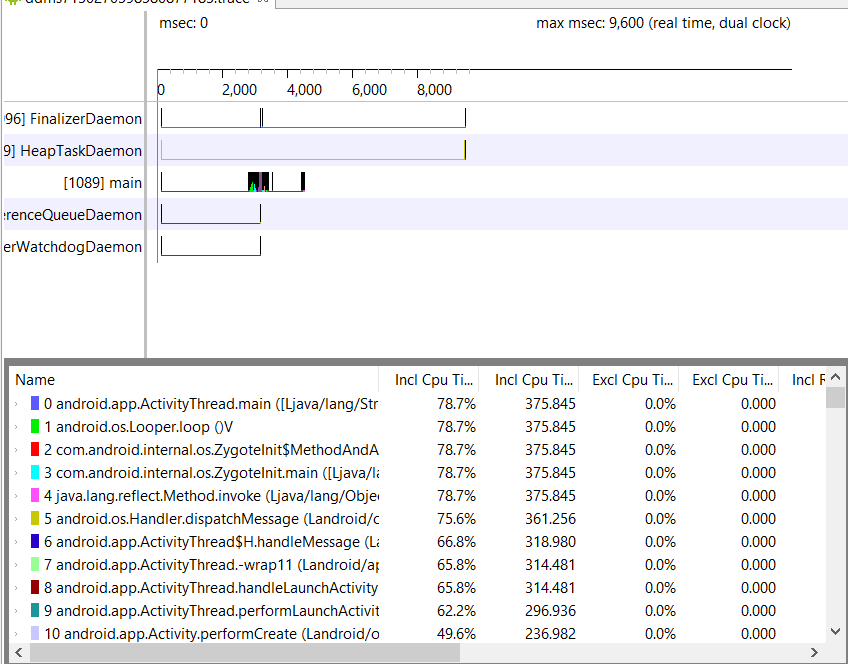 msec: 0 max msec: 9,600 (real time, dual clock)
0 2,000 4,000 6,000 8,000
96] FinalizerDaemon
9] HeapTaskDaemon
[1089] main
erenceQueueDaemon
erWatchdogDaemon
Name Incl Cpu Ti... Incl Cpu Ti... Excl Cpu Ti... Excl Cpu Ti... Incl R
0 android.app.ActivityThread.main ([Ljava/lang/Str 78.7% 375.845 0.0% 0.000
1 android.os.Looper.loop ()V 78.7% 375.845 0.0% 0.000
2 com.android.internal.os.ZygoteInit$MethodAndA 78.7% 375.845 0.0% 0.000
3 com.android.internal.os.ZygoteInit.main ([Ljava/la 78.7% 375.845 0.0% 0.000
4 java.lang.reflect.Method.invoke (Ljava/lang/Obje 78.7% 375.845 0.0% 0.000
5 android.os.Handler.dispatchMessage (Landroid/o 75.6% 361.256 0.0% 0.000
6 android.app.ActivityThread$H.handleMessage (La 66.8% 318.980 0.0% 0.000
7 android.app.ActivityThread.-wrap11 (Landroid/ap 65.8% 314.481 0.0% 0.000
8 android.app.ActivityThread.handleLaunchActivity 65.8% 314.481 0.0% 0.000
9 android.app.ActivityThread.performLaunchActivit 62.2% 296.936 0.0% 0.000
10 android.app.Activity.performCreate (Landroid/o 49.6% 236.982 0.0% 0.000